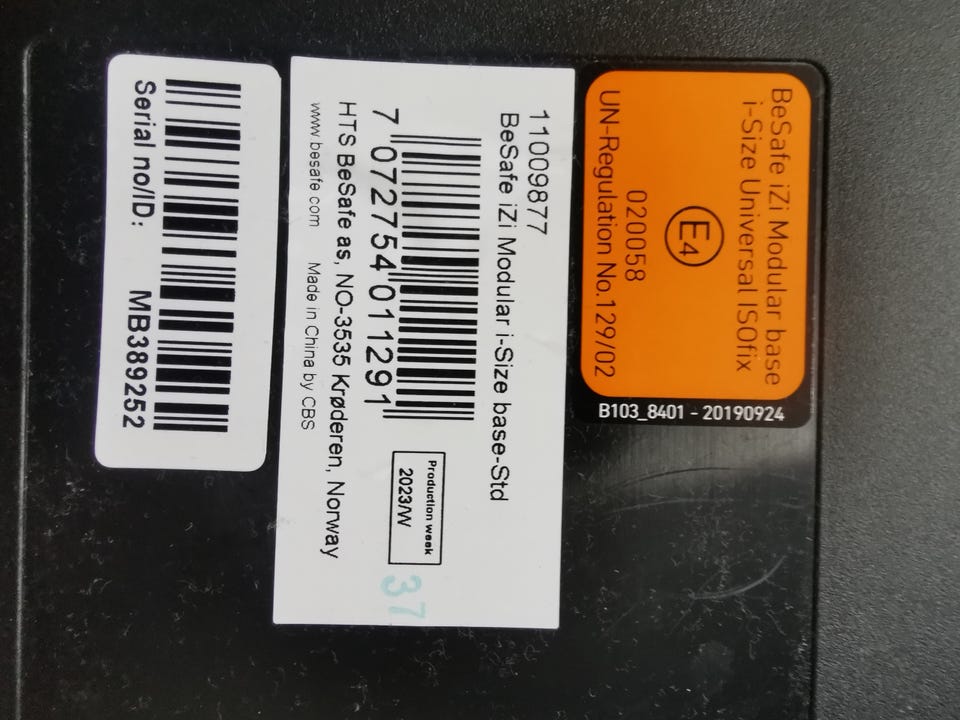 BeSafe iZi Modular base
i-Size Universal ISOfix
E4
020058
UN-Regulation No.129/02
B103_8401 - 20190924
11009877
BeSafe iZi Modular i-Size base-Std
7 072754 011291
Production week
2023/W
37
HTS BeSafe as, NO-3535 Krøderen, Norway
www.besafe.com Made in China by CBS
Serial no/ID: MB389252